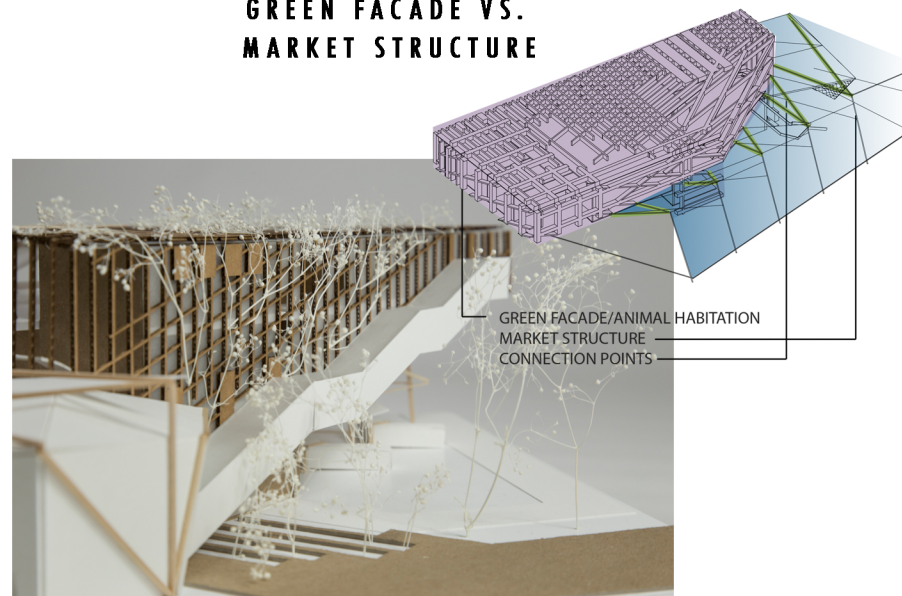 GREEN FACADE VS.
MARKET STRUCTURE
GREEN FACADE/ANIMAL HABITATION
MARKET STRUCTURE
CONNECTION POINTS